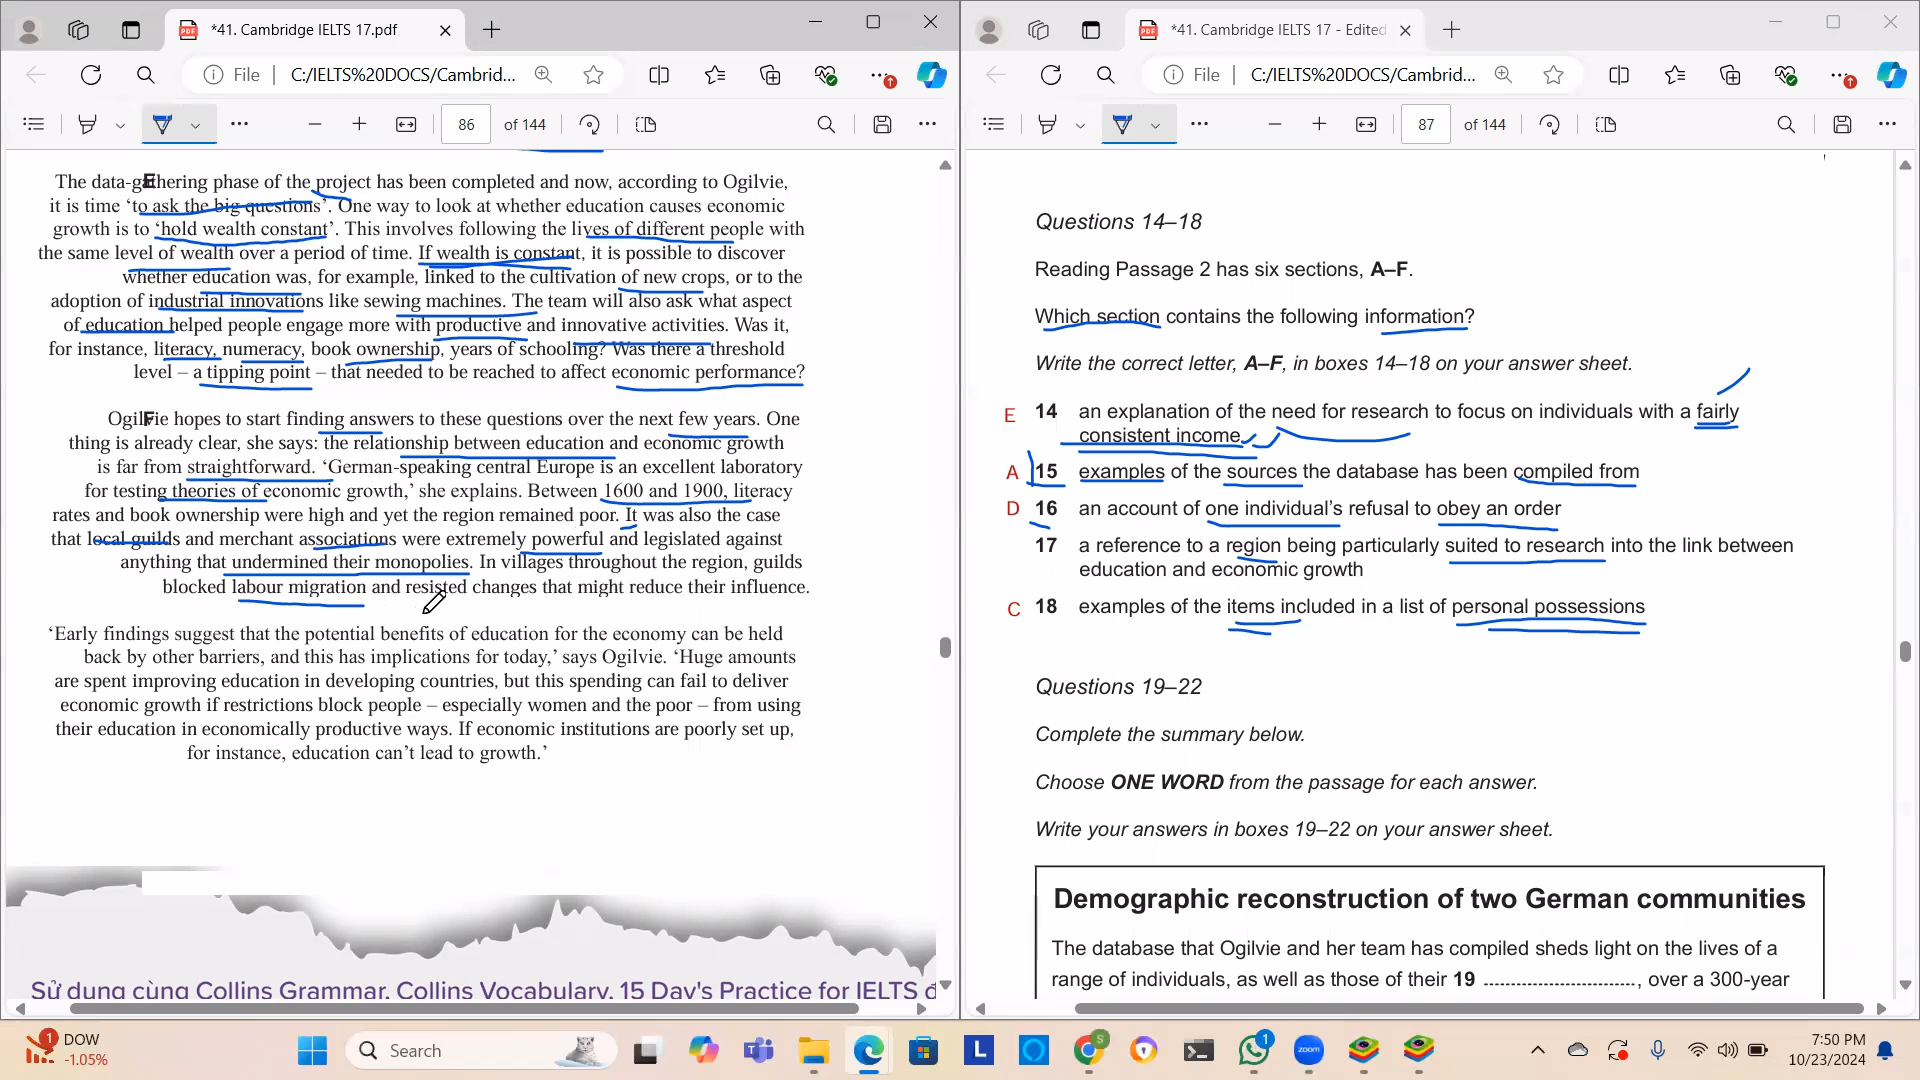 *41. Cambridge IELTS 17.pdf
File
C:/IELTS%20DOCS/Cambrid...
86 of 144
The data-gathering phase of the project has been completed and now, according to Ogilvie,
it is time ‘to ask the big questions’. One way to look at whether education causes economic
growth is to ‘hold wealth constant’. This involves following the lives of different people with
the same level of wealth over a period of time. If wealth is constant, it is possible to discover
whether education was, for example, linked to the cultivation of new crops, or to the
adoption of industrial innovations like sewing machines. The team will also ask what aspect
of education helped people engage more with productive and innovative activities. Was it,
for instance, literacy, numeracy, book ownership, years of schooling? Was there a threshold
level – a tipping point – that needed to be reached to affect economic performance?
E
F
Ogilvie hopes to start finding answers to these questions over the next few years. One
thing is already clear, she says: the relationship between education and economic growth
is far from straightforward. ‘German-speaking central Europe is an excellent laboratory
for testing theories of economic growth,’ she explains. Between 1600 and 1900, literacy
rates and book ownership were high and yet the region remained poor. It was also the case
that local guilds and merchant associations were extremely powerful and legislated against
anything that undermined their monopolies. In villages throughout the region, guilds
blocked labour migration and resisted changes that might reduce their influence.
‘Early findings suggest that the potential benefits of education for the economy can be held
back by other barriers, and this has implications for today,’ says Ogilvie. ‘Huge amounts
are spent improving education in developing countries, but this spending can fail to deliver
economic growth if restrictions block people – especially women and the poor – from using
their education in economically productive ways. If economic institutions are poorly set up,
for instance, education can’t lead to growth.’
Sử dụng cùng Collins Grammar, Collins Vocabulary, 15 Day's Practice for IELTS đ
*41. Cambridge IELTS 17 - Edited
File
C:/IELTS%20DOCS/Cambrid...
87 of 144
Questions 14–18
Reading Passage 2 has six sections, A–F.
Which section contains the following information?
Write the correct letter, A–F, in boxes 14–18 on your answer sheet.
E 14 an explanation of the need for research to focus on individuals with a fairly
consistent income
A 15 examples of the sources the database has been compiled from
D 16 an account of one individual’s refusal to obey an order
17 a reference to a region being particularly suited to research into the link between
education and economic growth
C 18 examples of the items included in a list of personal possessions
Questions 19–22
Complete the summary below.
Choose ONE WORD from the passage for each answer.
Write your answers in boxes 19–22 on your answer sheet.
Demographic reconstruction of two German communities
The database that Ogilvie and her team has compiled sheds light on the lives of a
range of individuals, as well as those of their 19 ............................, over a 300-year
1
DOW
-1.05%
Search
L
S
1
zoom
7:50 PM
10/23/2024